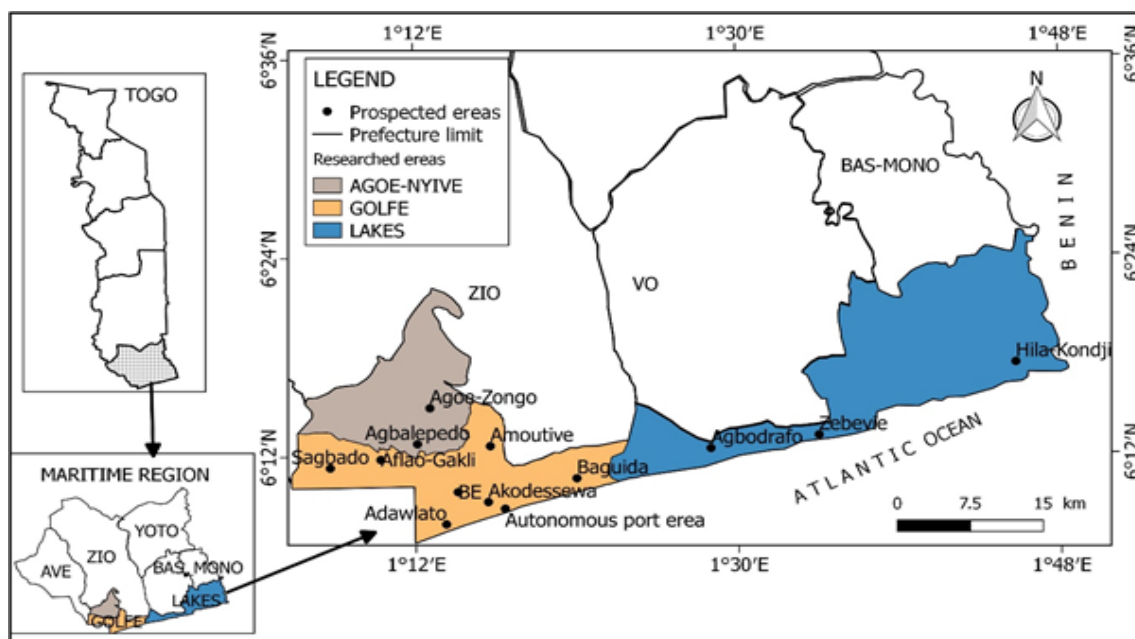 TOGO
MARITIME REGION
YOTO
ZIO
AVE
BAS_MONO
LAKES
GOLFE
1°12′E
1°30′E
1°48′E
6°36′N
6°36′N
LEGEND
Prospected ereas
Prefecture limit
Researched ereas
AGOE-NYIVE
GOLFE
LAKES
N
BAS-MONO
BENIN
6°24′N
6°24′N
VO
ZIO
Hila-Kondji
Agoe-Zongo
Agbalepedo
Amoutive
Agbodrafo
Zebevie
6°12′N
6°12′N
Sagbado
Aflao-Gakli
Baguida
ATLANTIC OCEAN
BE
Akodessewa
Adawlato
Autonomous port erea
0
7.5
15
km
1°12′E
1°30′E
1°48′E